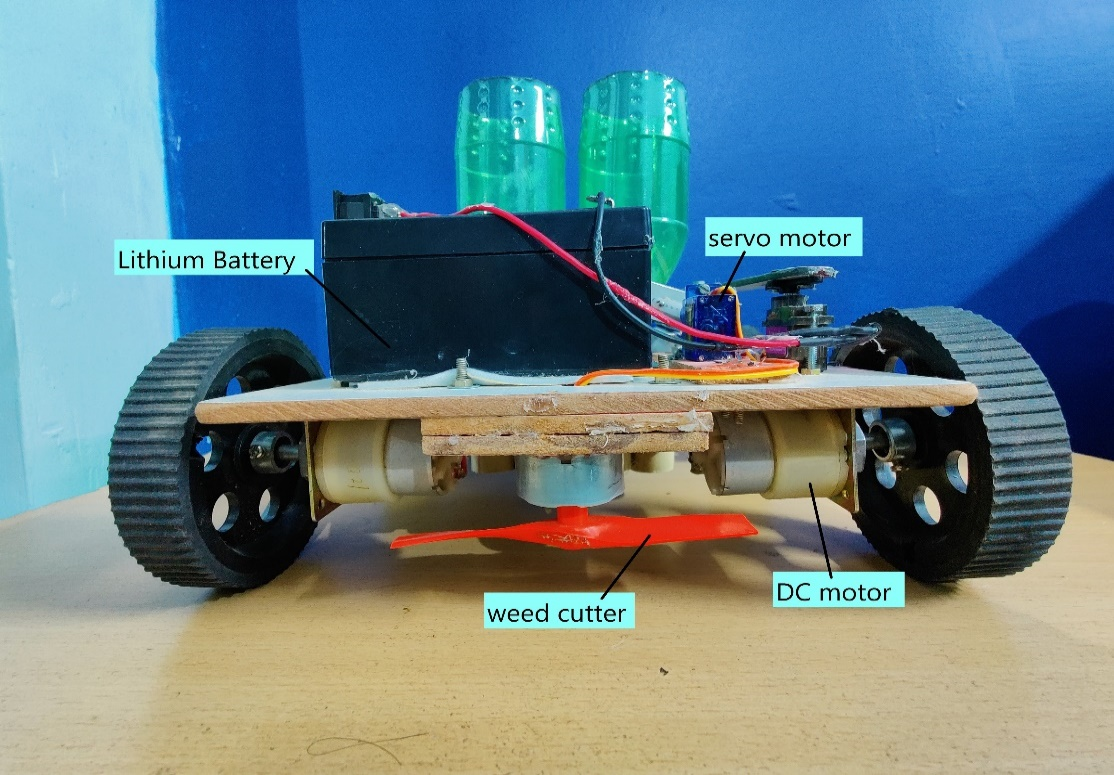 servo motor
Lithium Battery
DC motor
weed cutter